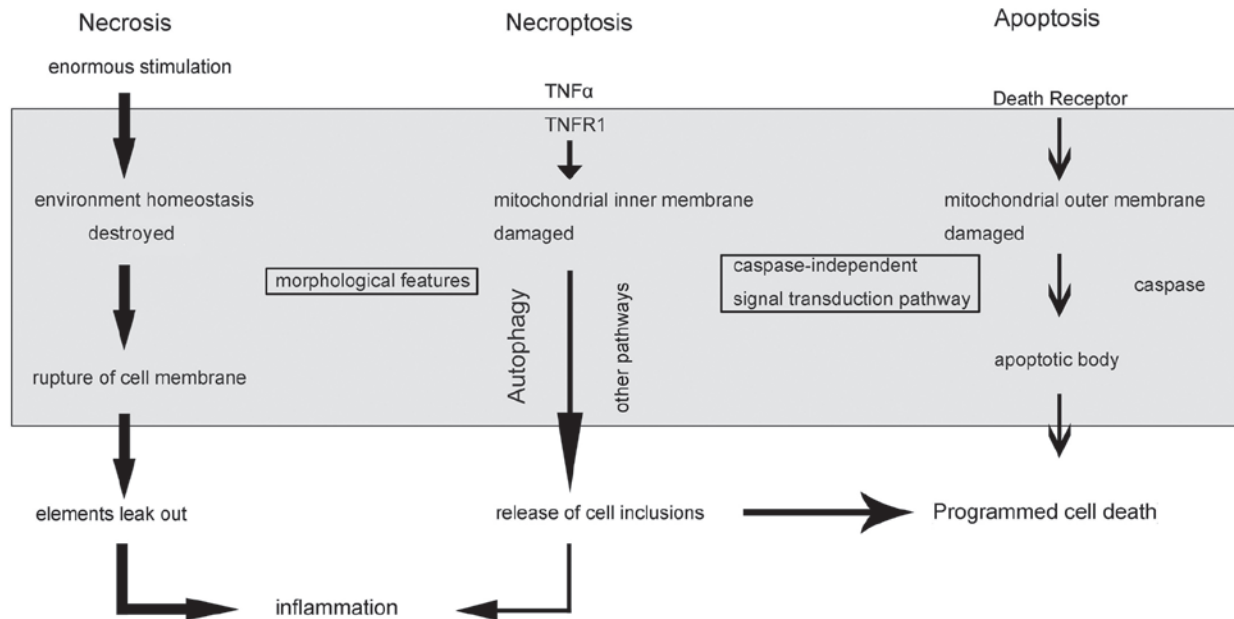 Necrosis
Necroptosis
Apoptosis
enormous stimulation
TNFα
Death Receptor
TNFR1
environment homeostasis
destroyed
mitochondrial inner membrane
damaged
mitochondrial outer membrane
damaged
morphological features
caspase-independent
signal transduction pathway
caspase
Autophagy
other pathways
rupture of cell membrane
apoptotic body
elements leak out
release of cell inclusions
Programmed cell death
inflammation